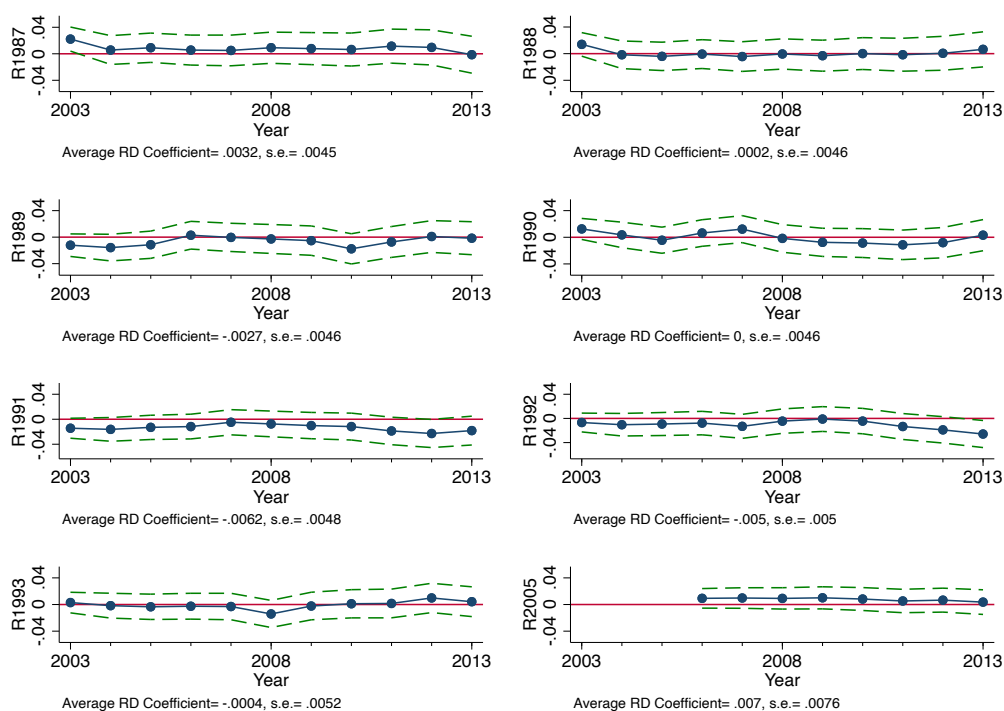 R1987
.04
0
-.04
2003 2008 2013
Year
Average RD Coefficient= .0032, s.e.= .0045
R1988
.04
0
-.04
2003 2008 2013
Year
Average RD Coefficient= .0002, s.e.= .0046
R1989
.04
0
-.04
2003 2008 2013
Year
Average RD Coefficient= -.0027, s.e.= .0046
R1990
.04
0
-.04
2003 2008 2013
Year
Average RD Coefficient= 0, s.e.= .0046
R1991
.04
0
-.04
2003 2008 2013
Year
Average RD Coefficient= -.0062, s.e.= .0048
R1992
.04
0
-.04
2003 2008 2013
Year
Average RD Coefficient= -.005, s.e.= .005
R1993
.04
0
-.04
2003 2008 2013
Year
Average RD Coefficient= -.0004, s.e.= .0052
R2005
.04
0
-.04
2003 2008 2013
Year
Average RD Coefficient= .007, s.e.= .0076